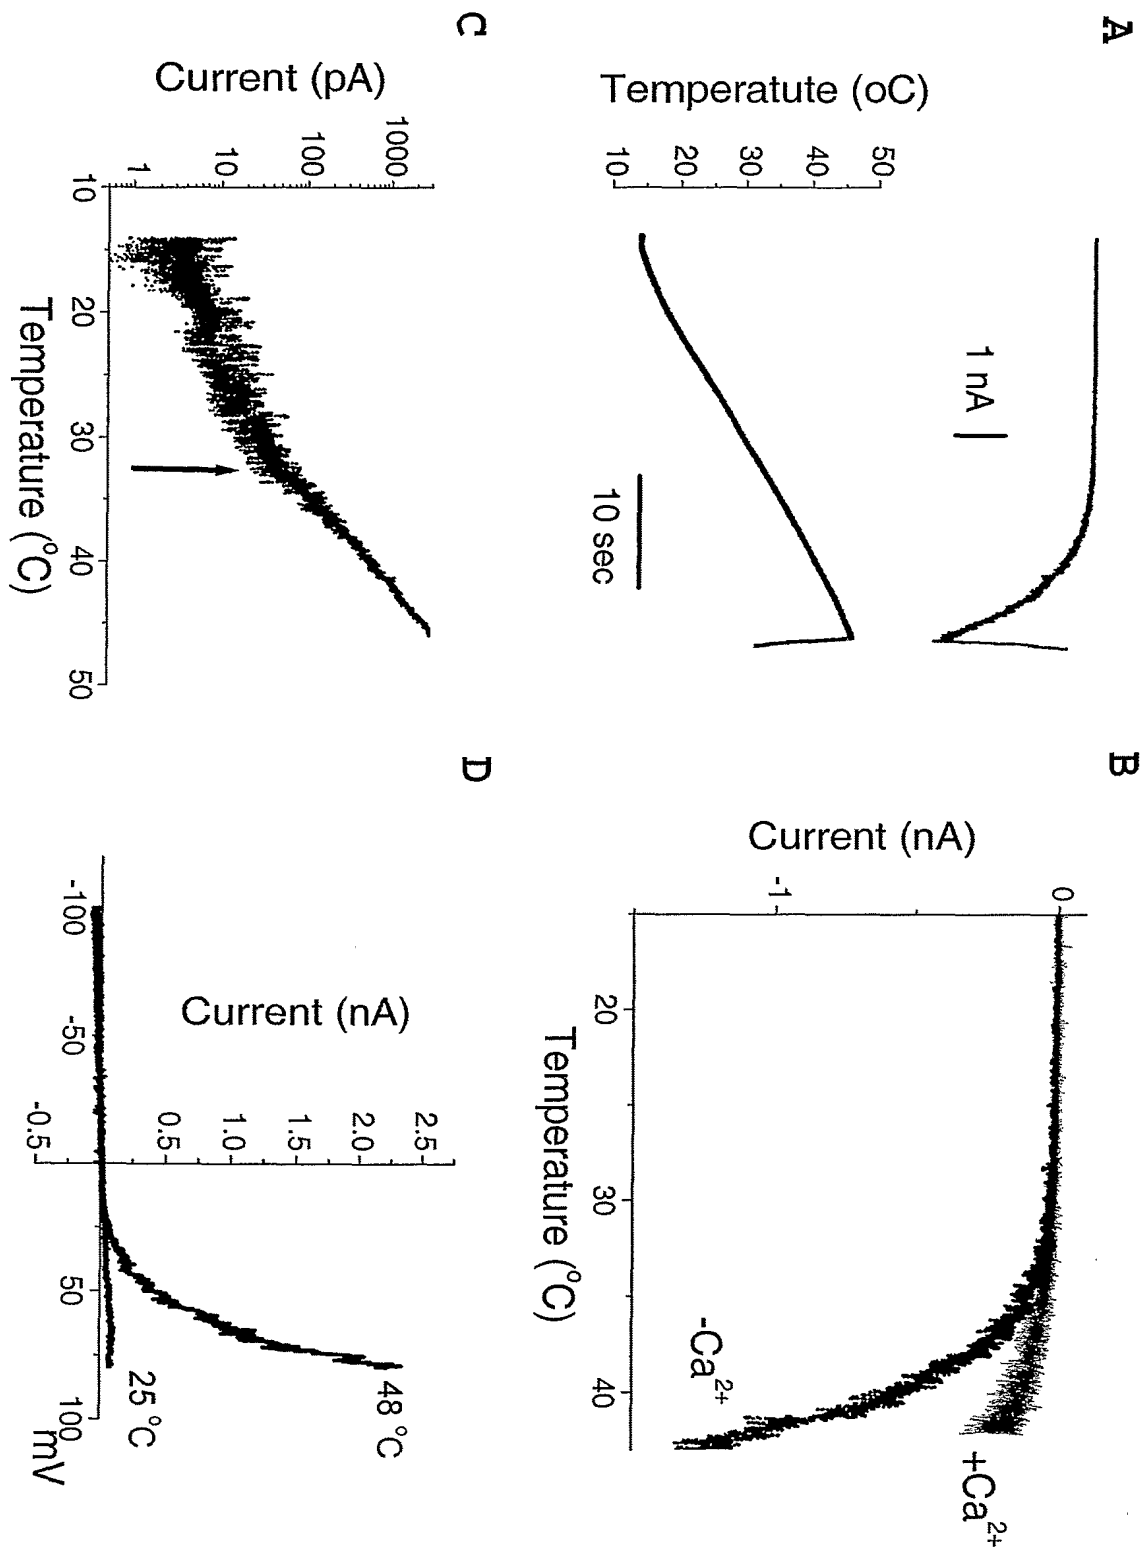 A
Temperatute (oC)
50
40
30
20
10
1 nA
10 sec
B
Current (nA)
0
-1
20
30
40
Temperature (°C)
+Ca2+
-Ca2+
C
Current (pA)
1000
100
10
1
10
20
30
40
50
Temperature (°C)
D
Current (nA)
2.5
2.0
1.5
1.0
0.5
-0.5
-100
-50
50
100
mV
48 °C
25 °C